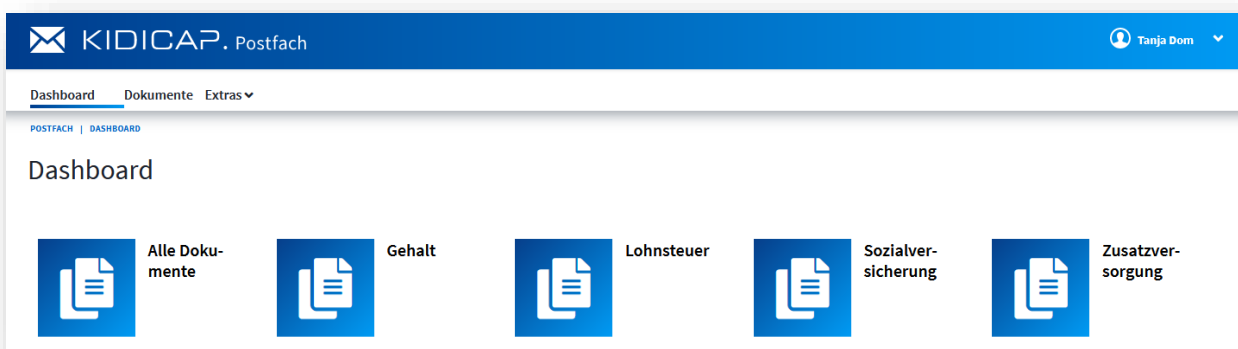 KIDICAP. Postfach
Tanja Dom
Dashboard Dokumente Extras
POSTFACH | DASHBOARD
Dashboard
Alle Doku-
mente
Gehalt
Lohnsteuer
Sozialver-
sicherung
Zusatzver-
sorgung